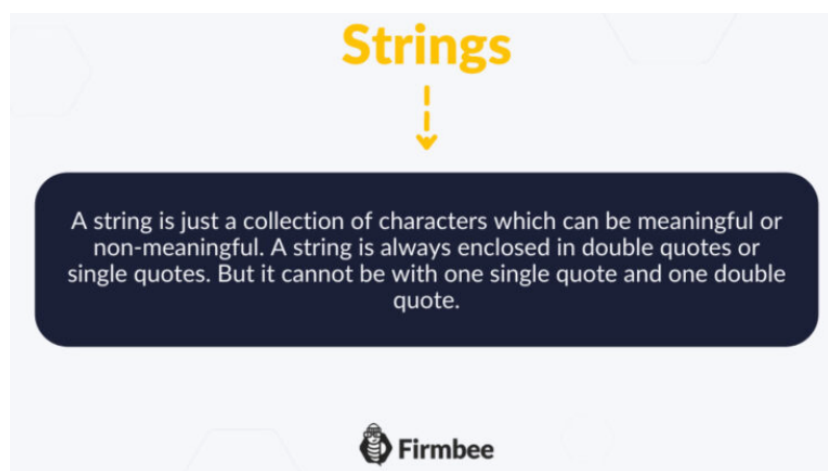 Strings
A string is just a collection of characters which can be meaningful or
non-meaningful. A string is always enclosed in double quotes or
single quotes. But it cannot be with one single quote and one double
quote.
Firmbee